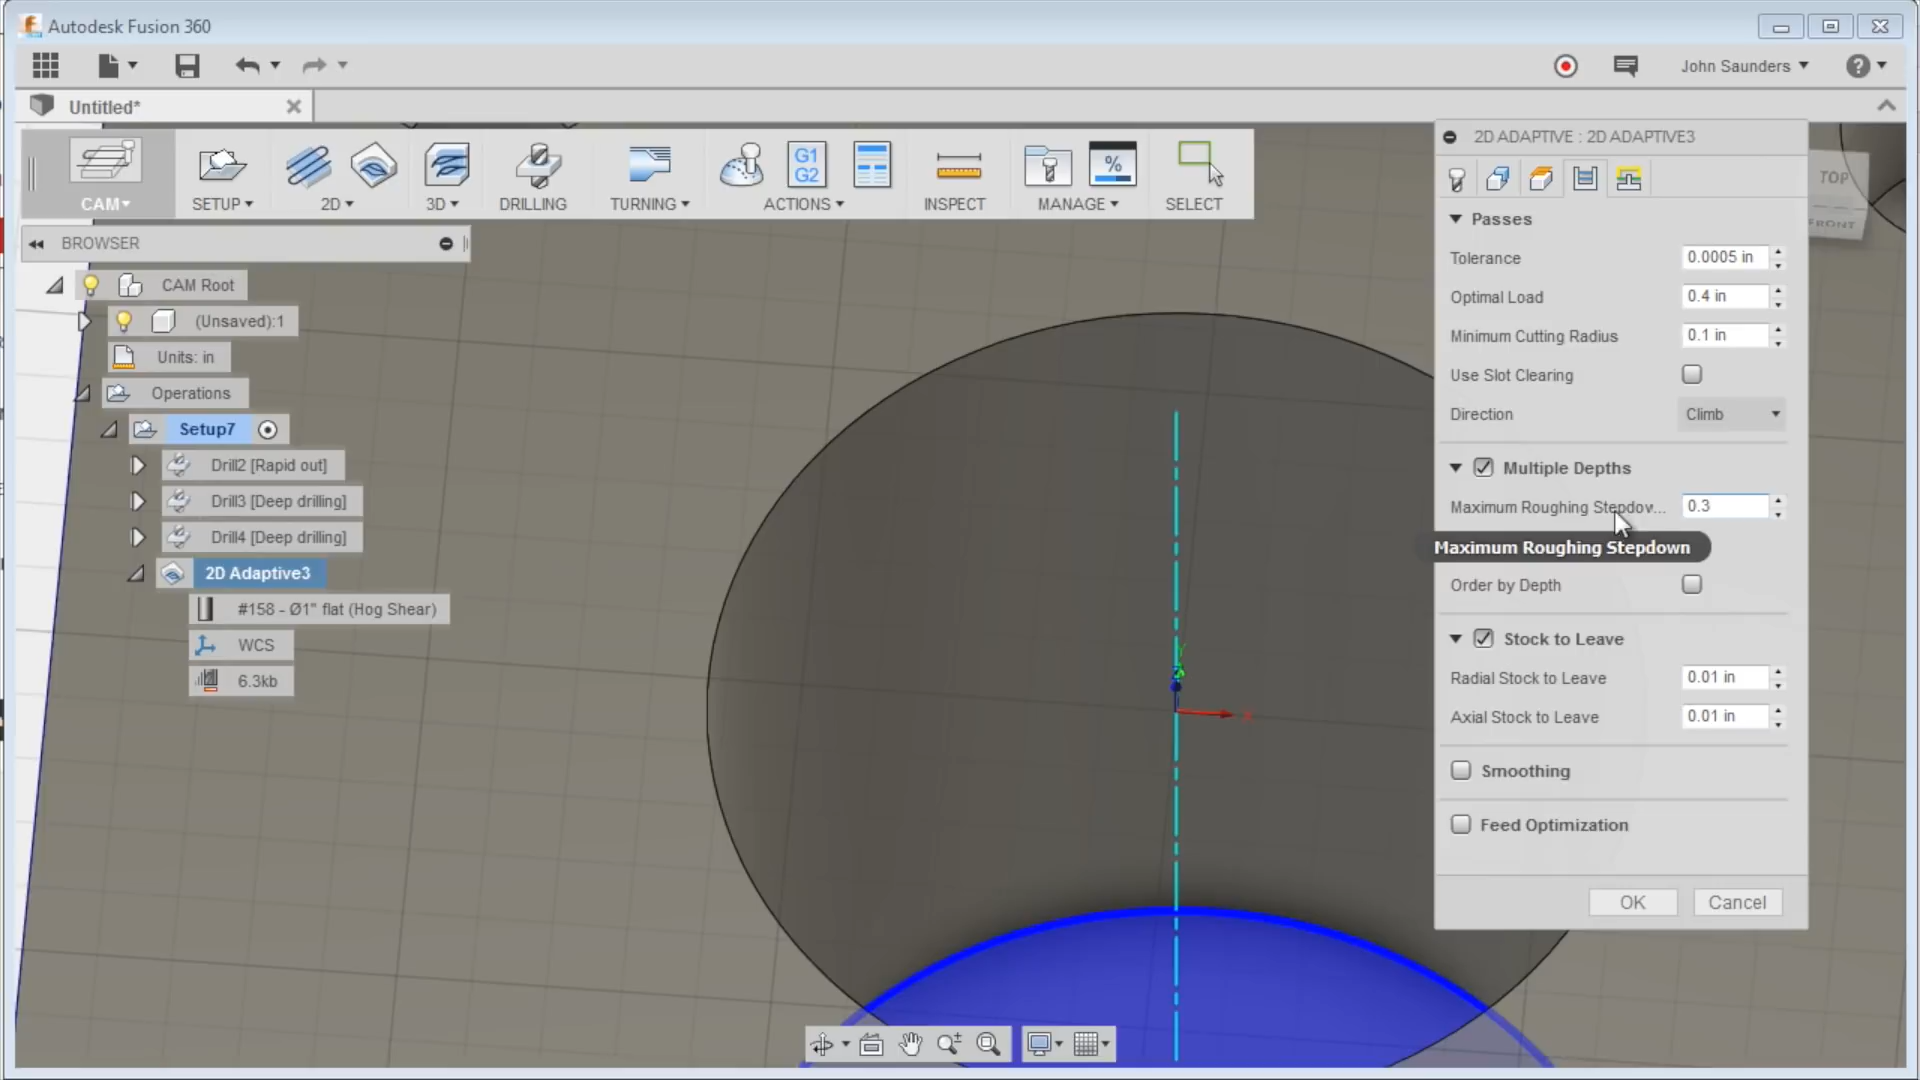 Autodesk Fusion 360
John Saunders
Untitled*
CAM
SETUP
2D
3D
DRILLING
TURNING
G1
G2
ACTIONS
INSPECT
%
MANAGE
SELECT
BROWSER
CAM Root
(Unsaved):1
Units: in
Operations
Setup7
Drill2 [Rapid out]
Drill3 [Deep drilling]
Drill4 [Deep drilling]
2D Adaptive3
#158 - Ø1" flat (Hog Shear)
WCS
6.3kb
Y
X
TOP
FRONT
2D ADAPTIVE : 2D ADAPTIVE3
Passes
Tolerance 0.0005 in
Optimal Load 0.4 in
Minimum Cutting Radius 0.1 in
Use Slot Clearing
Direction Climb
Multiple Depths
Maximum Roughing Stepdov... 0.3
Maximum Roughing Stepdown
Order by Depth
Stock to Leave
Radial Stock to Leave 0.01 in
Axial Stock to Leave 0.01 in
Smoothing
Feed Optimization
OK Cancel